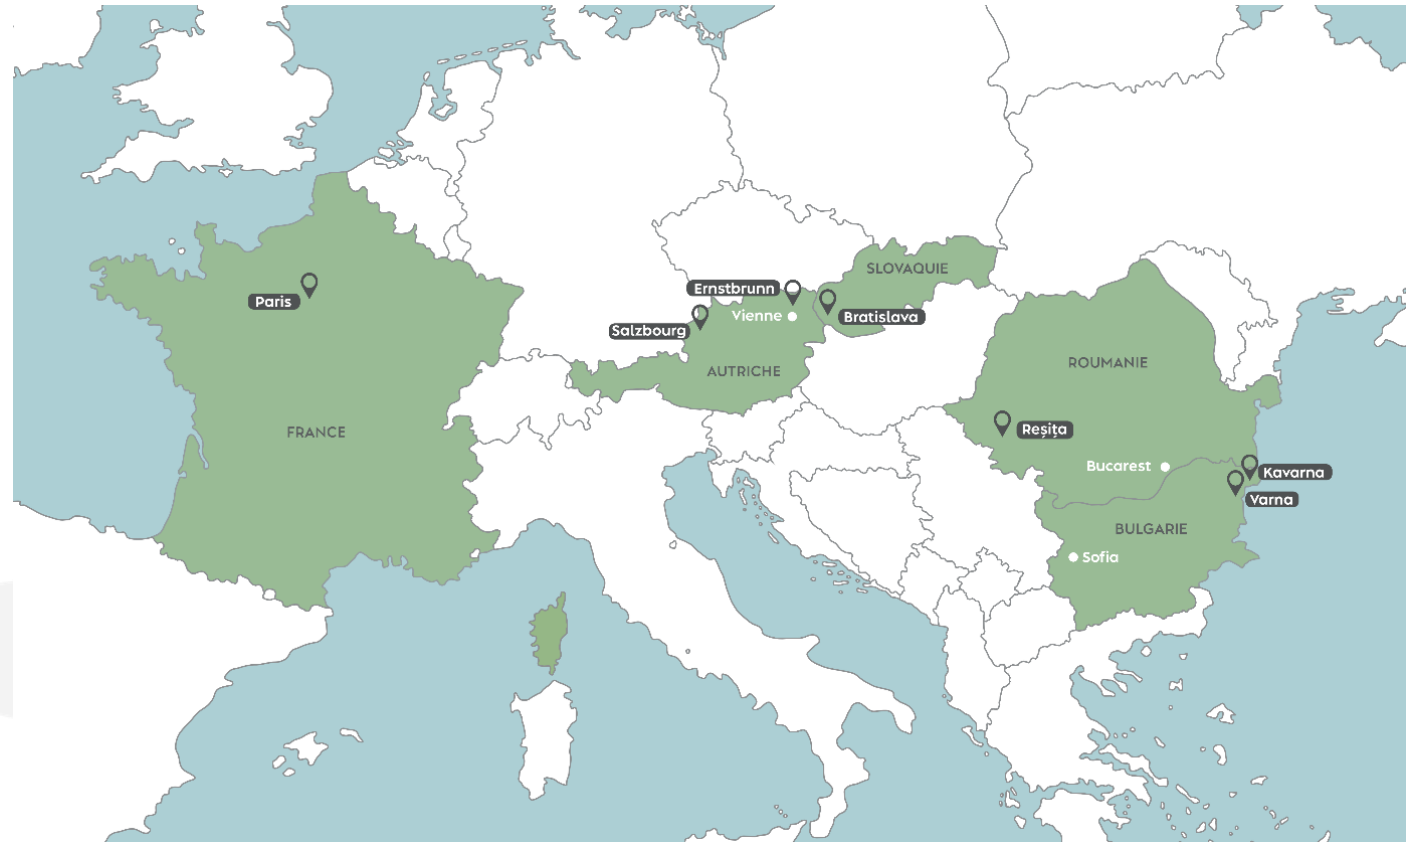 SLOVAQUIE
Ernstbrunn
Paris
Vienne
Bratislava
Salzbourg
ROUMANIE
AUTRICHE
FRANCE
Reșița
Bucarest
Kavarna
Varna
BULGARIE
Sofia